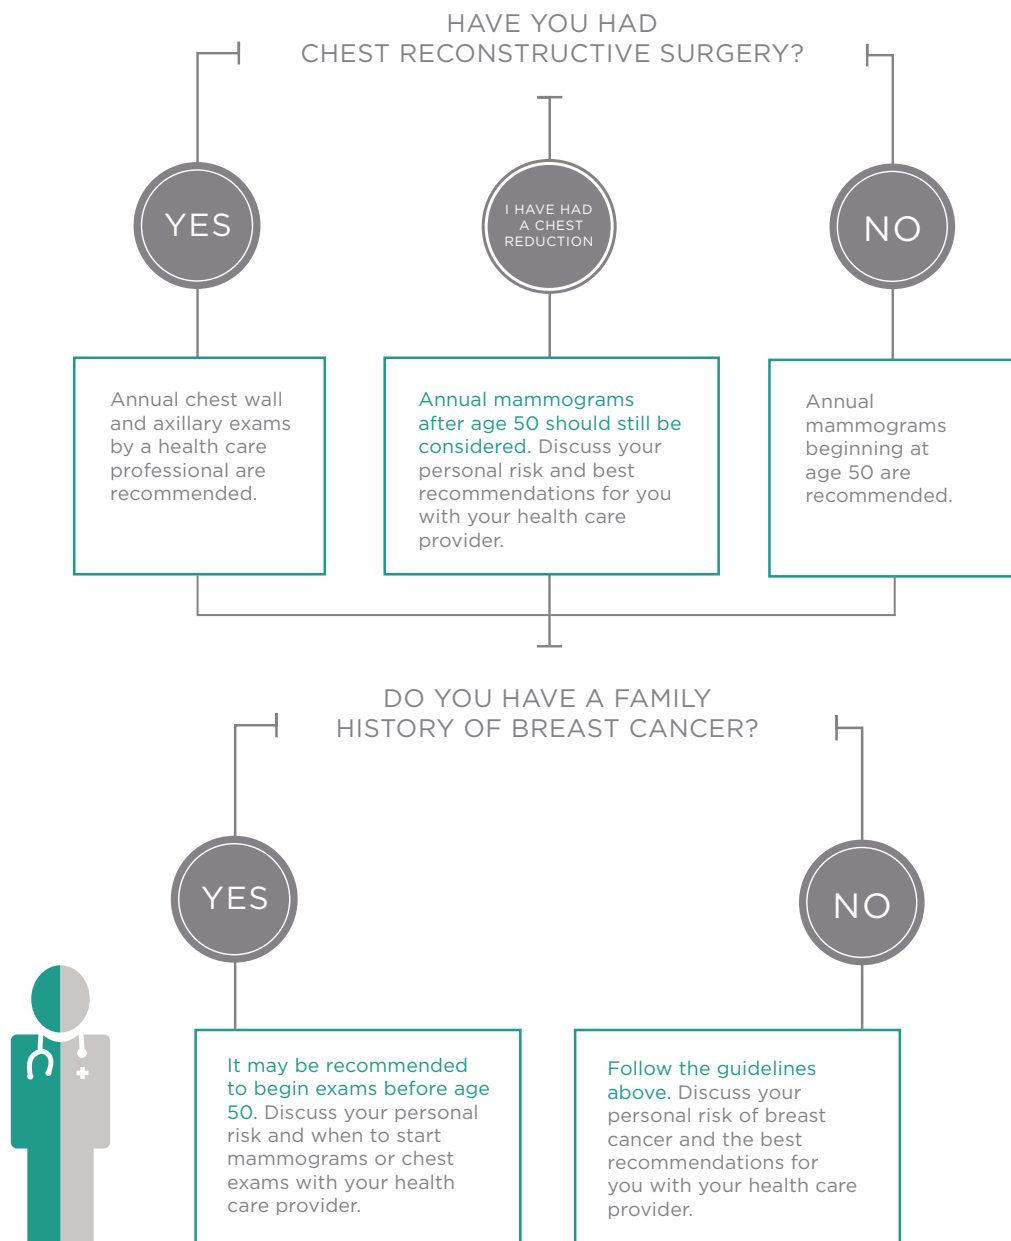 HAVE YOU HAD
CHEST RECONSTRUCTIVE SURGERY?
YES
I HAVE HAD
A CHEST
REDUCTION
NO
Annual chest wall
and axillary exams
by a health care
professional are
recommended.
Annual mammograms
after age 50 should still be
considered. Discuss your
personal risk and best
recommendations for you
with your health care
provider.
Annual
mammograms
beginning at
age 50 are
recommended.
DO YOU HAVE A FAMILY
HISTORY OF BREAST CANCER?
YES
NO
It may be recommended
to begin exams before age
50. Discuss your personal
risk and when to start
mammograms or chest
exams with your health
care provider.
Follow the guidelines
above. Discuss your
personal risk of breast
cancer and the best
recommendations for
you with your health care
provider.